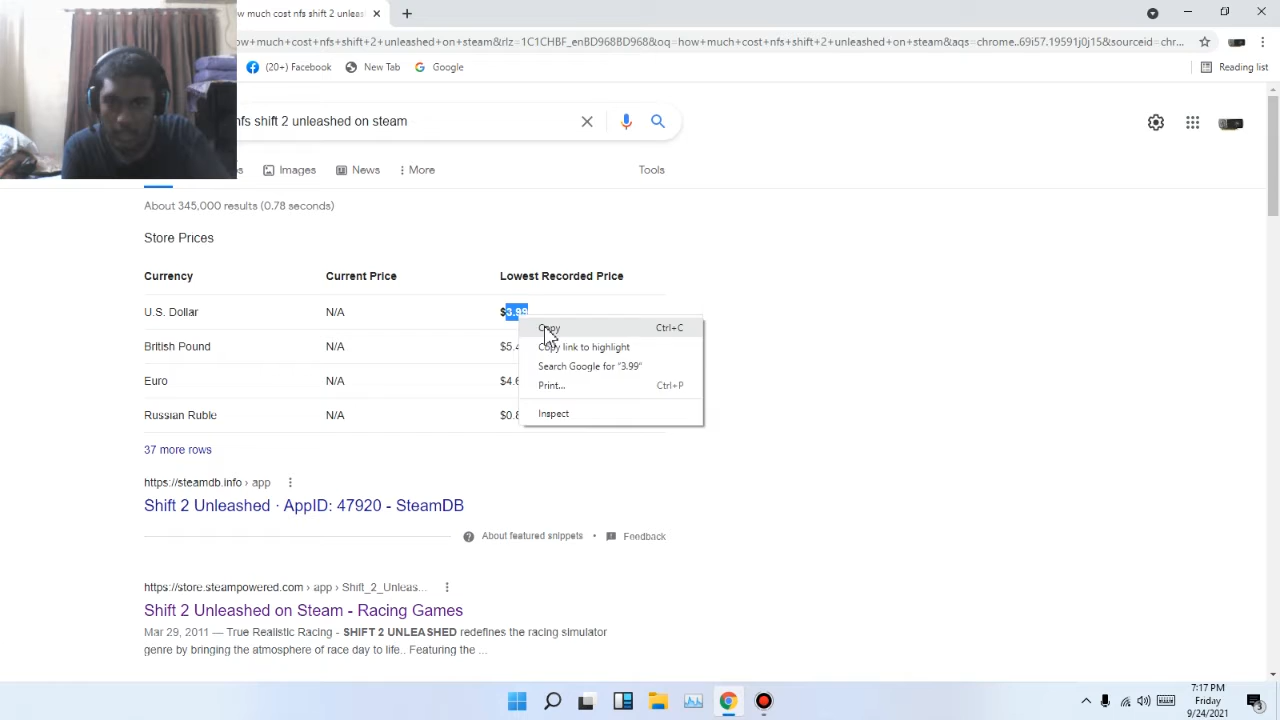 ow much cost nfs shift 2 unleas
ow+much+cost+nfs+shift+2+unleashed+on+steam&rlz=1C1CHBF_enBD968BD968&oq=how+much+cost+nfs+shift+2+unleashed+on+steam&aqs=chrome..69i57.19591j0j15&sourceid=chr...
(20+) Facebook
New Tab
Google
Reading list
nfs shift 2 unleashed on steam
Images
News
More
Tools
About 345,000 results (0.78 seconds)
Store Prices
Currency Current Price Lowest Recorded Price
U.S. Dollar N/A $3.99
British Pound N/A $5.4
Euro N/A $4.6
Russian Ruble N/A $0.8
Copy Ctrl+C
Copy link to highlight
Search Google for "3.99"
Print... Ctrl+P
Inspect
37 more rows
https://steamdb.info › app
Shift 2 Unleashed · AppID: 47920 - SteamDB
About featured snippets • Feedback
https://store.steampowered.com › app › Shift_2_Unleas...
Shift 2 Unleashed on Steam - Racing Games
Mar 29, 2011 — True Realistic Racing - SHIFT 2 UNLEASHED redefines the racing simulator
genre by bringing the atmosphere of race day to life.. Featuring the ...
7:17 PM
Friday
9/24/2021
3